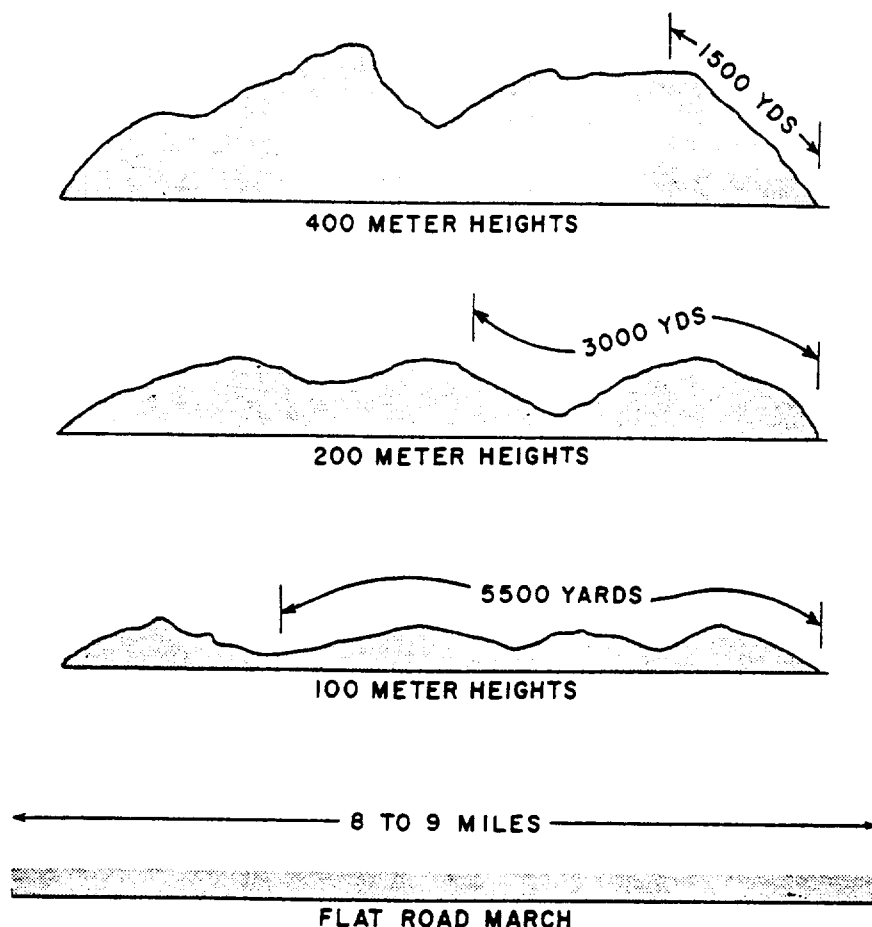 1500 YDS
400 METER HEIGHTS
3000 YDS
200 METER HEIGHTS
5500 YARDS
100 METER HEIGHTS
8 TO 9 MILES
FLAT ROAD MARCH